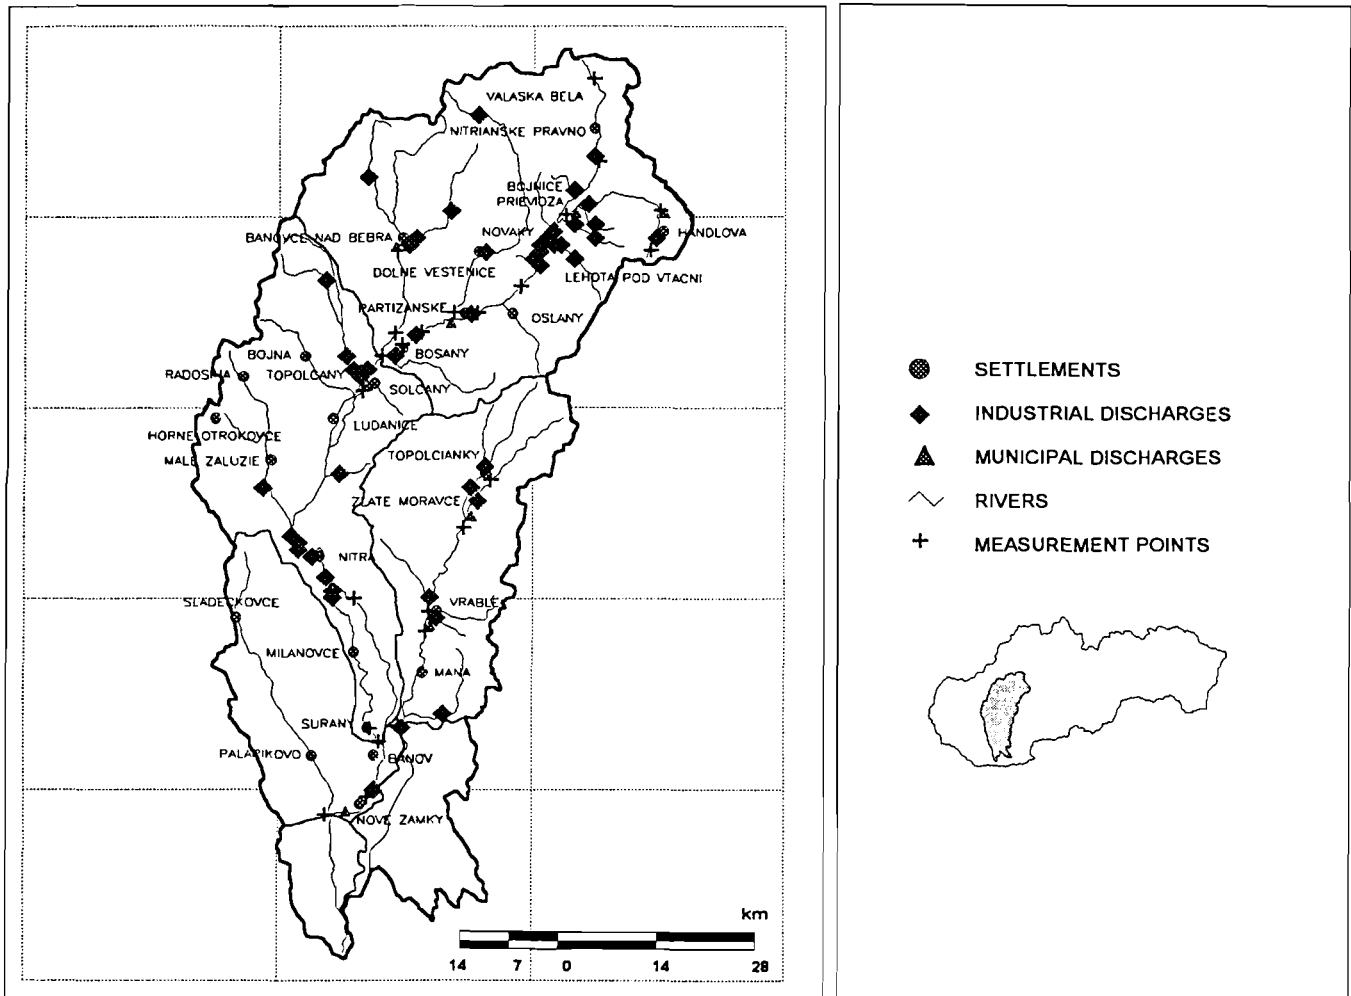 VALASKA BELA
NITRIANSKE PRAVNO
BOJNICE
PRIEVIDZA
BANOVCE NAD BEBRA
NOVAKY
HANDLOVA
DOLNE VESTENICE
LEHOTA POD VTACNI
PARTIZANSKE
OSLANY
BOJNA
BOSANY
RADOSINA
TOPOLCANY
SOLCANY
LUDANICE
HORNE OTROKOVCE
TOPOLCIANKY
MALE ZALUZIE
ZLATE MORAVCE
NITRA
SLADECKOVCE
VRABLE
MILANOVCE
MANA
SURANY
PALARIKOVO
BANOV
NOVE ZAMKY
km
14 7 0 14 28
SETTLEMENTS
INDUSTRIAL DISCHARGES
MUNICIPAL DISCHARGES
RIVERS
MEASUREMENT POINTS